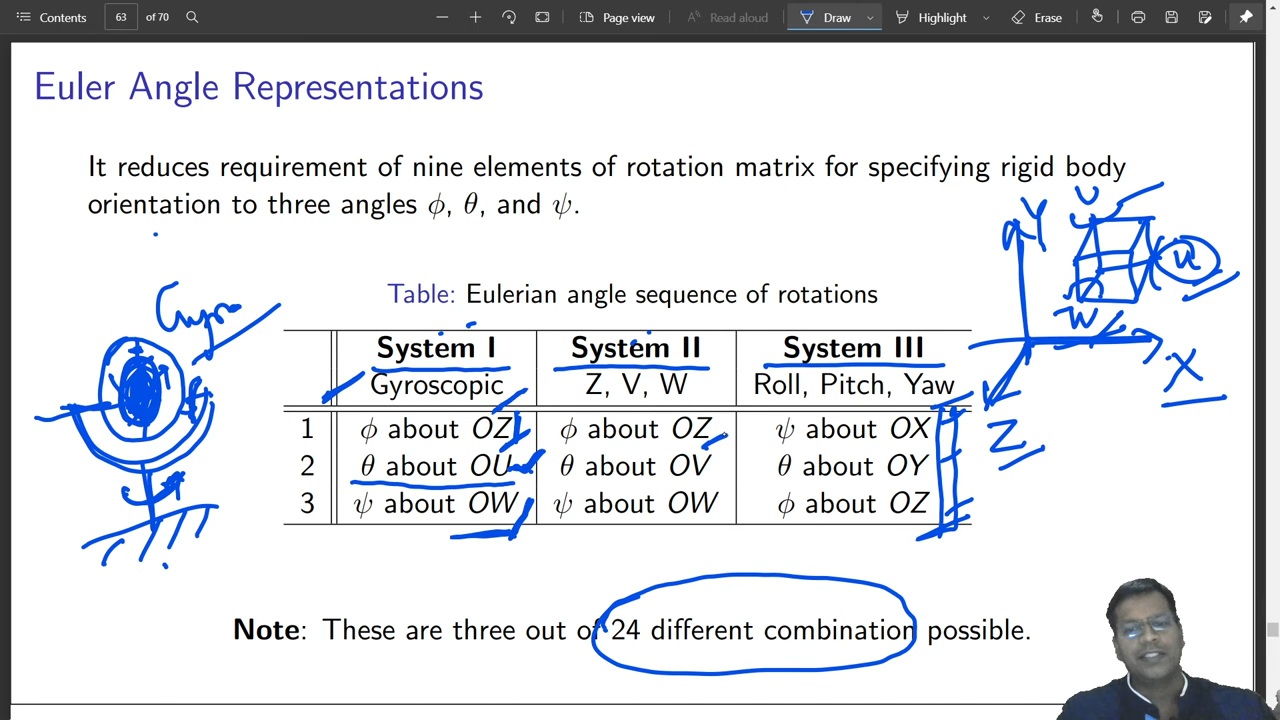 Contents 63 of 70 Page view Read aloud Draw Highlight Erase
Euler Angle Representations
It reduces requirement of nine elements of rotation matrix for specifying rigid body
orientation to three angles ϕ, θ, and ψ.
Gyro
Table: Eulerian angle sequence of rotations
System I System II System III
Gyroscopic Z, V, W Roll, Pitch, Yaw
1 ϕ about OZ ϕ about OZ ψ about OX
2 θ about OU θ about OV θ about OY
3 ψ about OW ψ about OW ϕ about OZ
Y
U
u
W
X
Z
Note: These are three out of 24 different combination possible.